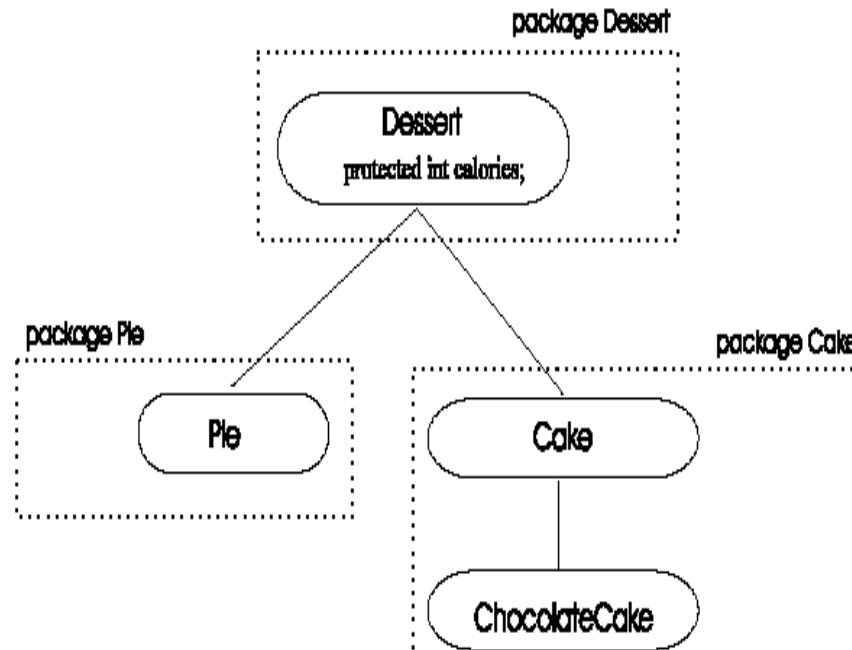 package Dessert
Dessert
protected int calories;
package Pie
package Cake
Pie
Cake
ChocolateCake